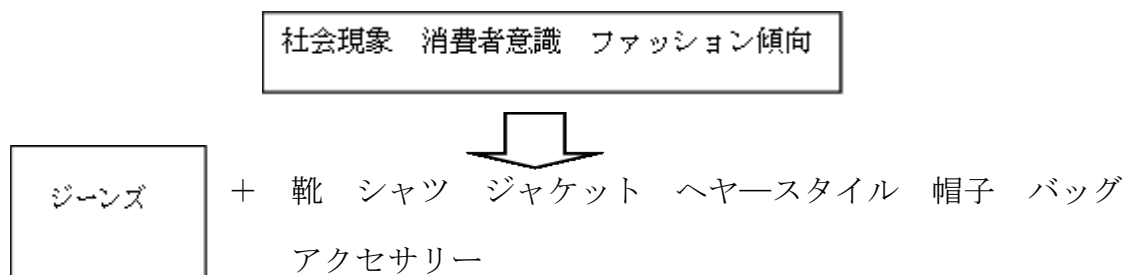 社会現象　消費者意識　ファッション傾向
ジーンズ　＋　靴　シャツ　ジャケット　ヘヤ―スタイル　帽子　バッグ
アクセサリー